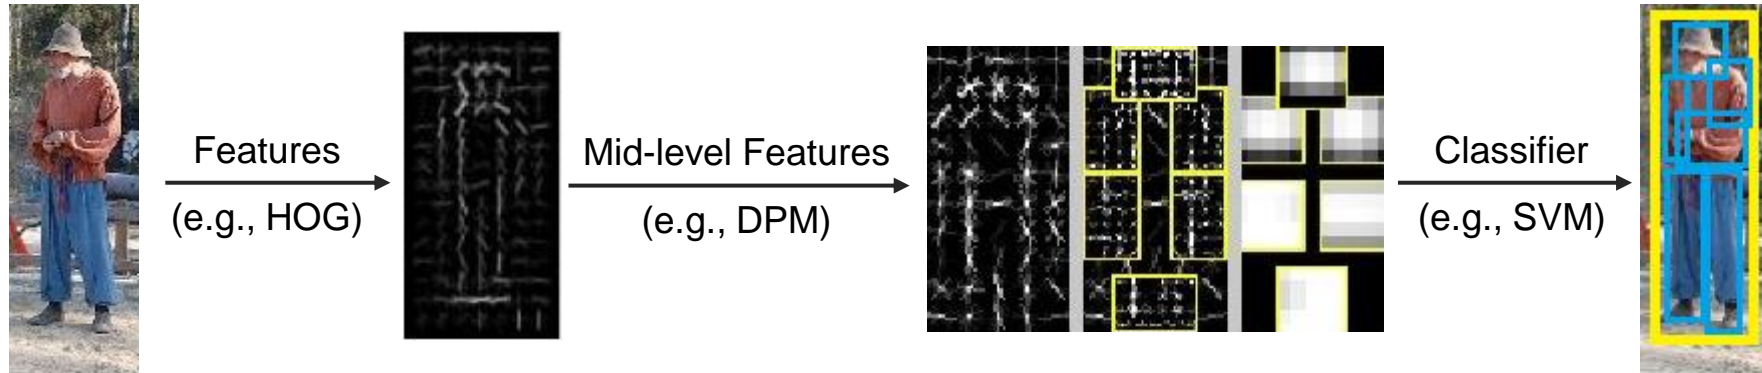 Features
(e.g., HOG)
Mid-level Features
(e.g., DPM)
Classifier
(e.g., SVM)